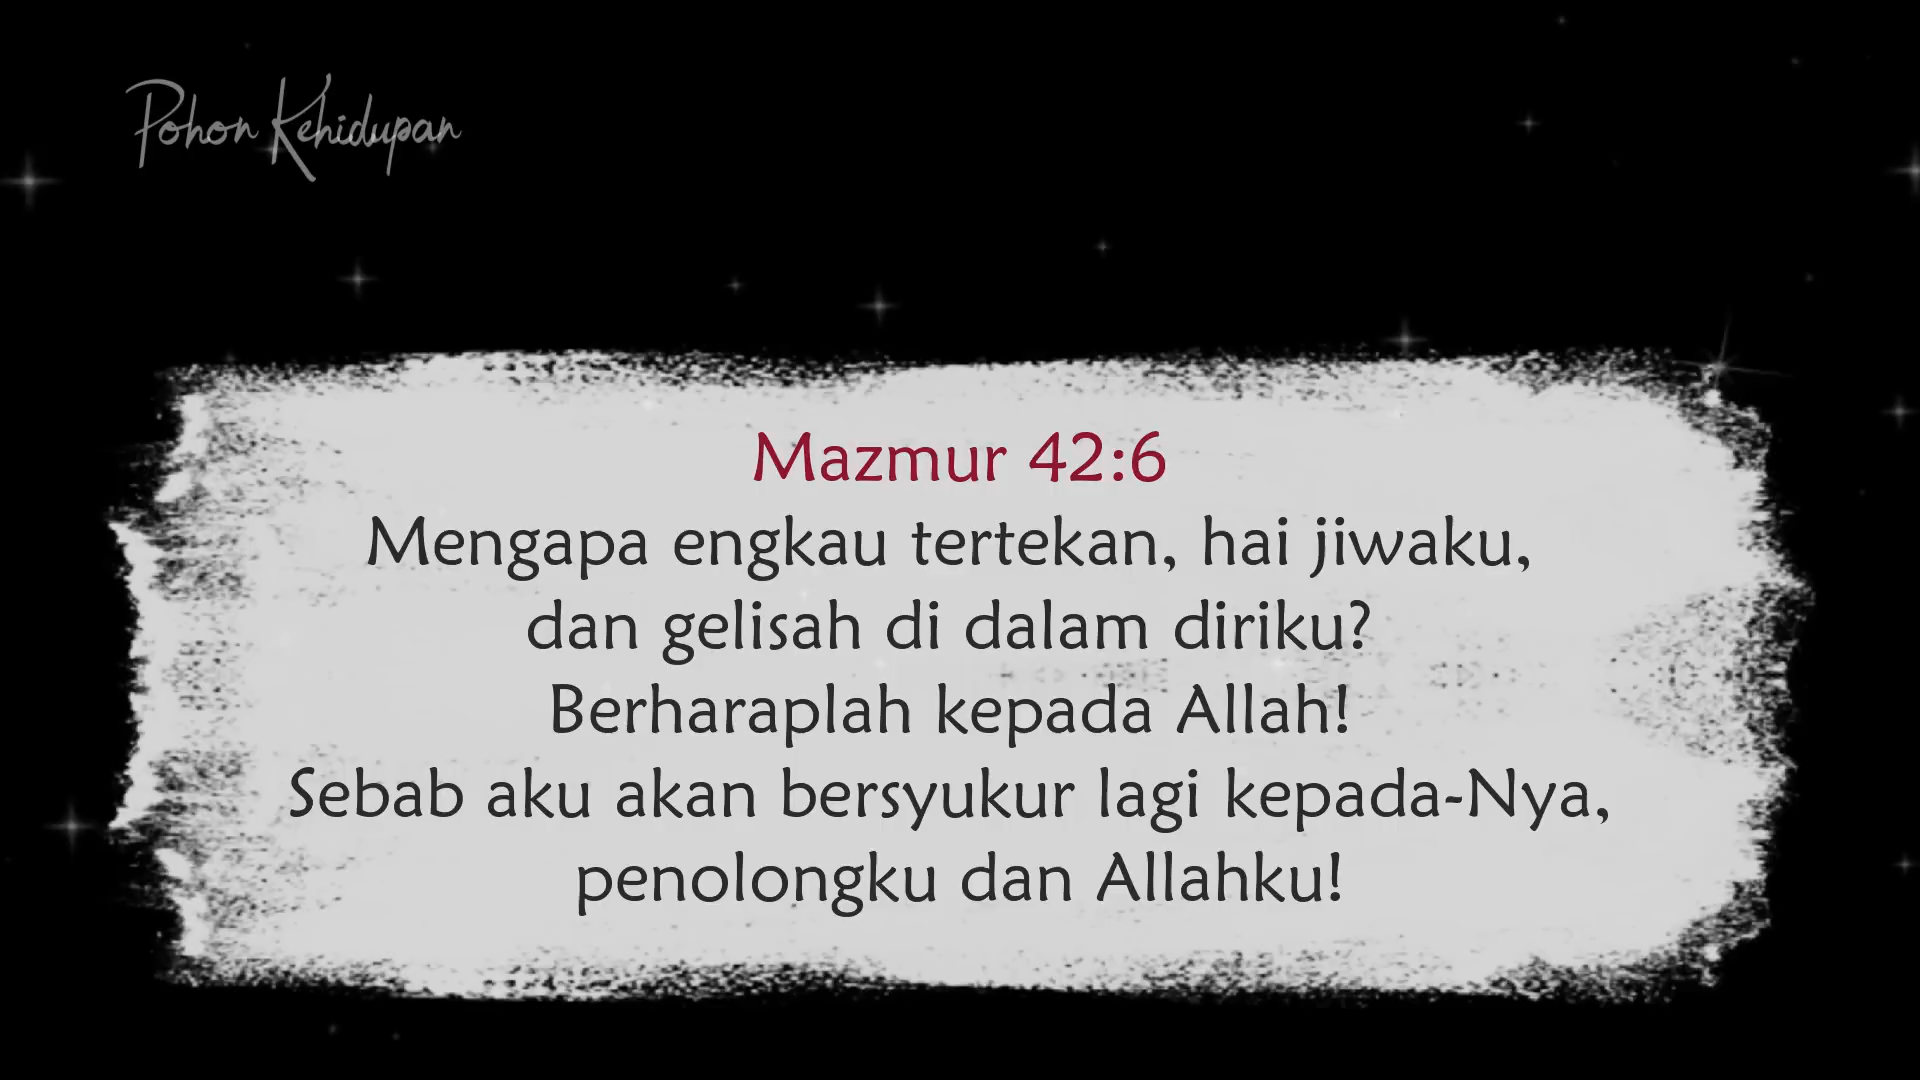 Pohon Kehidupan
Mazmur 42:6
Mengapa engkau tertekan, hai jiwaku,
dan gelisah di dalam diriku?
Berharaplah kepada Allah!
Sebab aku akan bersyukur lagi kepada-Nya,
penolongku dan Allahku!